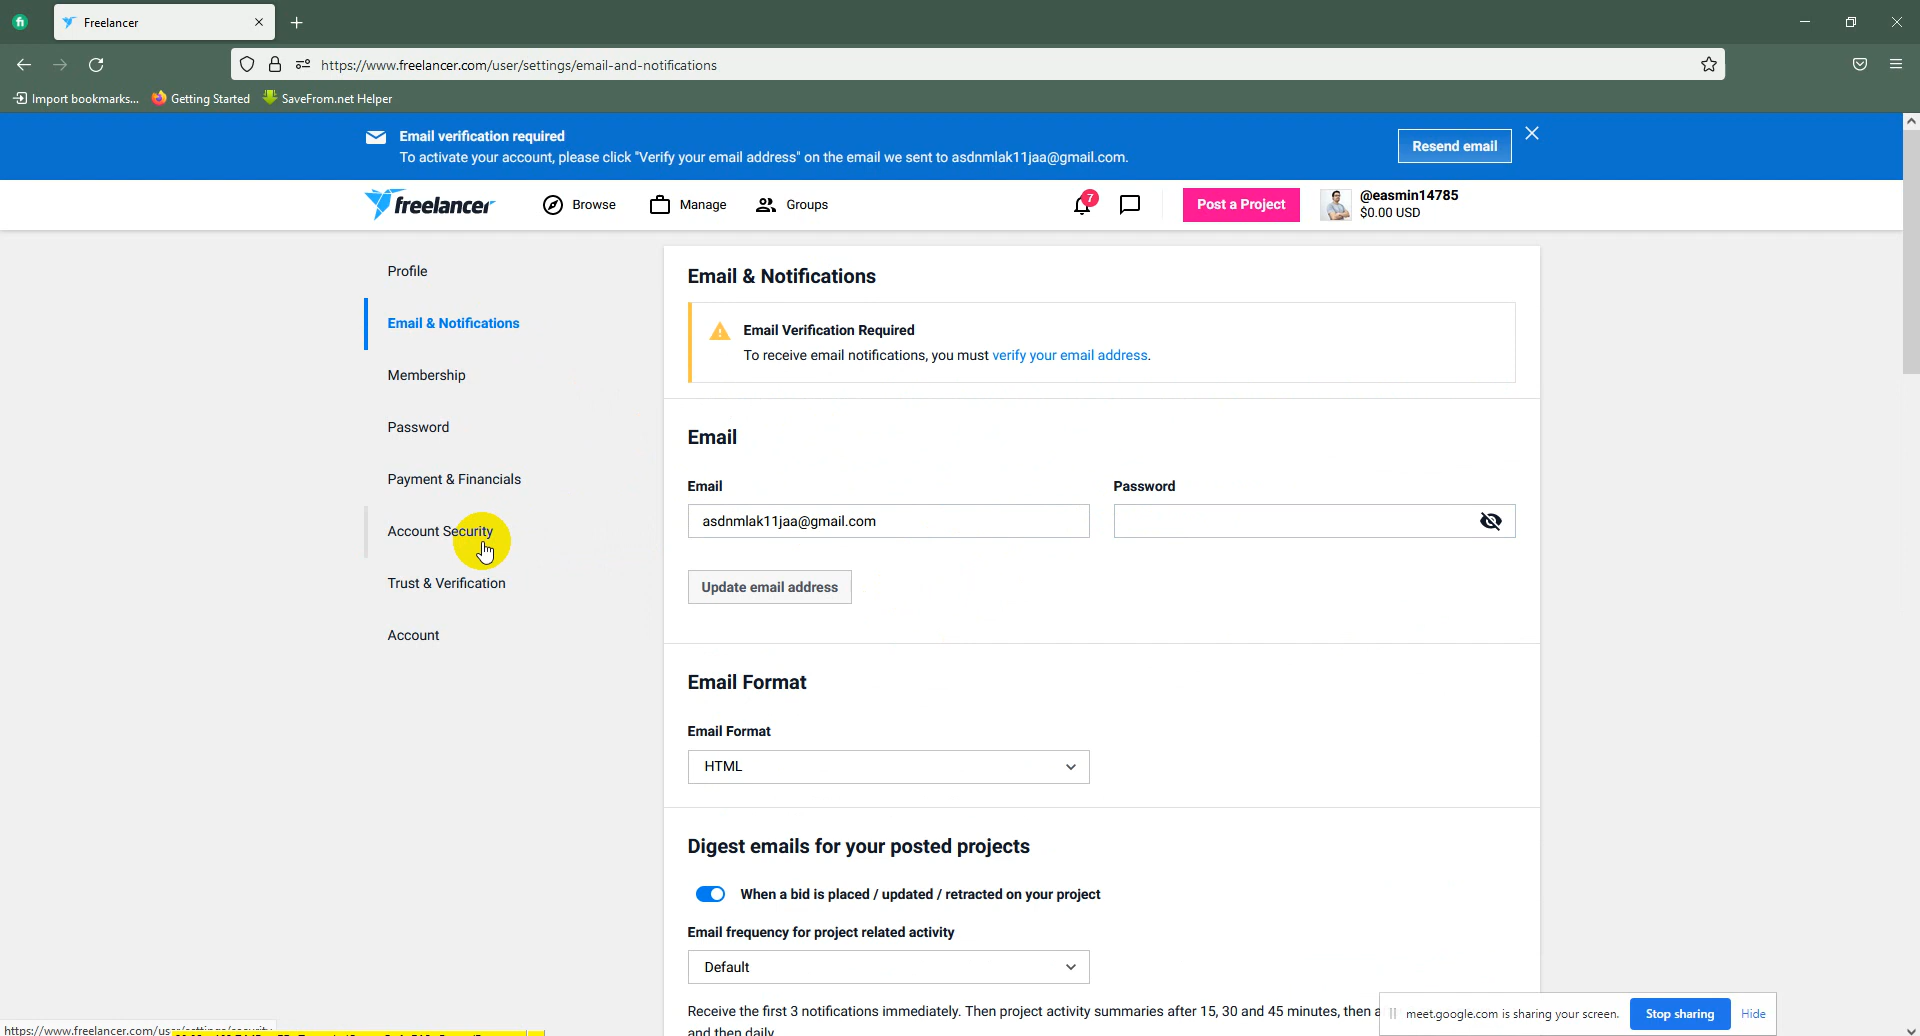 Freelancer
https://www.freelancer.com/user/settings/email-and-notifications
Import bookmarks... Getting Started SaveFrom.net Helper
Email verification required
To activate your account, please click "Verify your email address" on the email we sent to asdnmlak11jaa@gmail.com.
Resend email
freelancer Browse Manage Groups 7 Post a Project @easmin14785
$0.00 USD
Profile
Email & Notifications
Membership
Password
Payment & Financials
Account Security
Trust & Verification
Account
Email & Notifications
Email Verification Required
To receive email notifications, you must verify your email address.
Email
Email Password
asdnmlak11jaa@gmail.com
Update email address
Email Format
Email Format
HTML
Digest emails for your posted projects
When a bid is placed / updated / retracted on your project
Email frequency for project related activity
Default
Receive the first 3 notifications immediately. Then project activity summaries after 15, 30 and 45 minutes, then
and then daily.
meet.google.com is sharing your screen. Stop sharing Hide